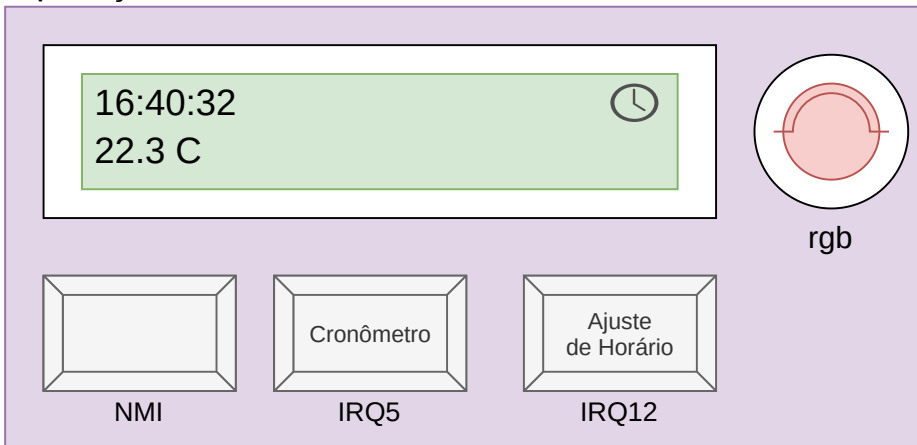 16:40:32
22.3 C
rgb
Cronômetro
Ajuste
de Horário
NMI
IRQ5
IRQ12